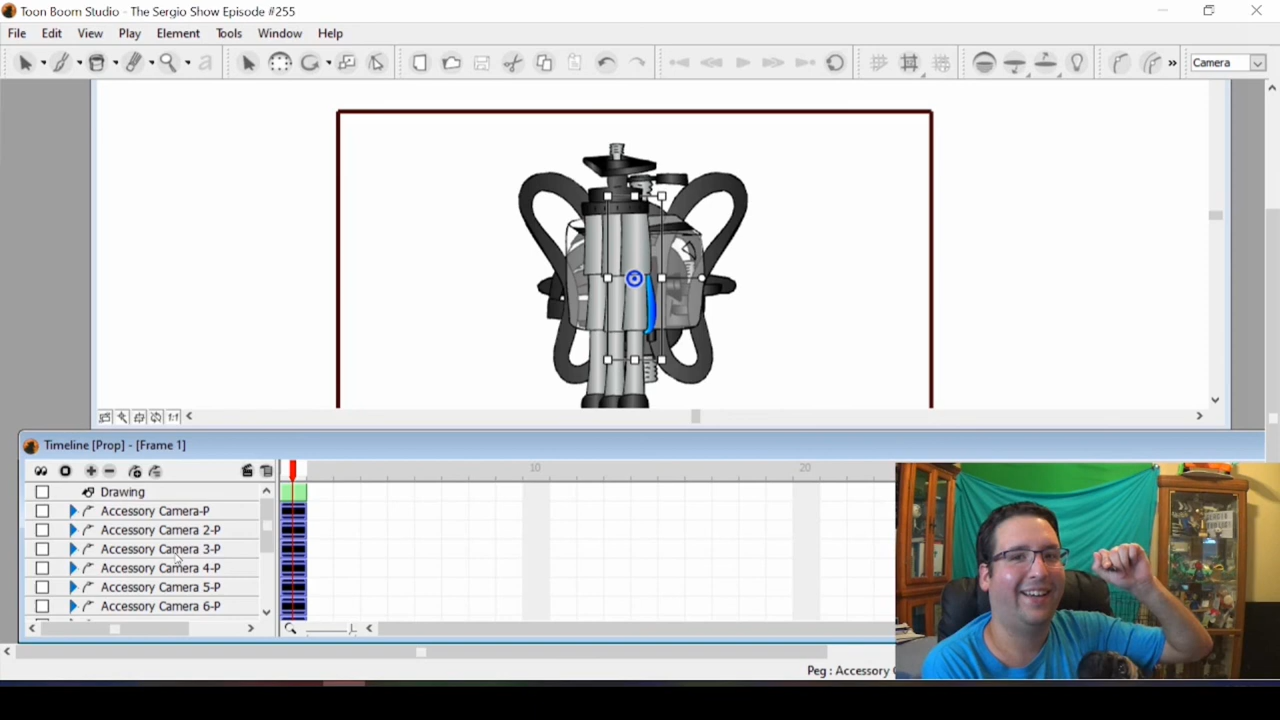 Toon Boom Studio - The Sergio Show Episode #255
File Edit View Play Element Tools Window Help
Camera
1:1
Timeline [Prop] - [Frame 1]
10 20
Drawing
Accessory Camera-P
Accessory Camera 2-P
Accessory Camera 3-P
Accessory Camera 4-P
Accessory Camera 5-P
Accessory Camera 6-P
Peg : Accessory